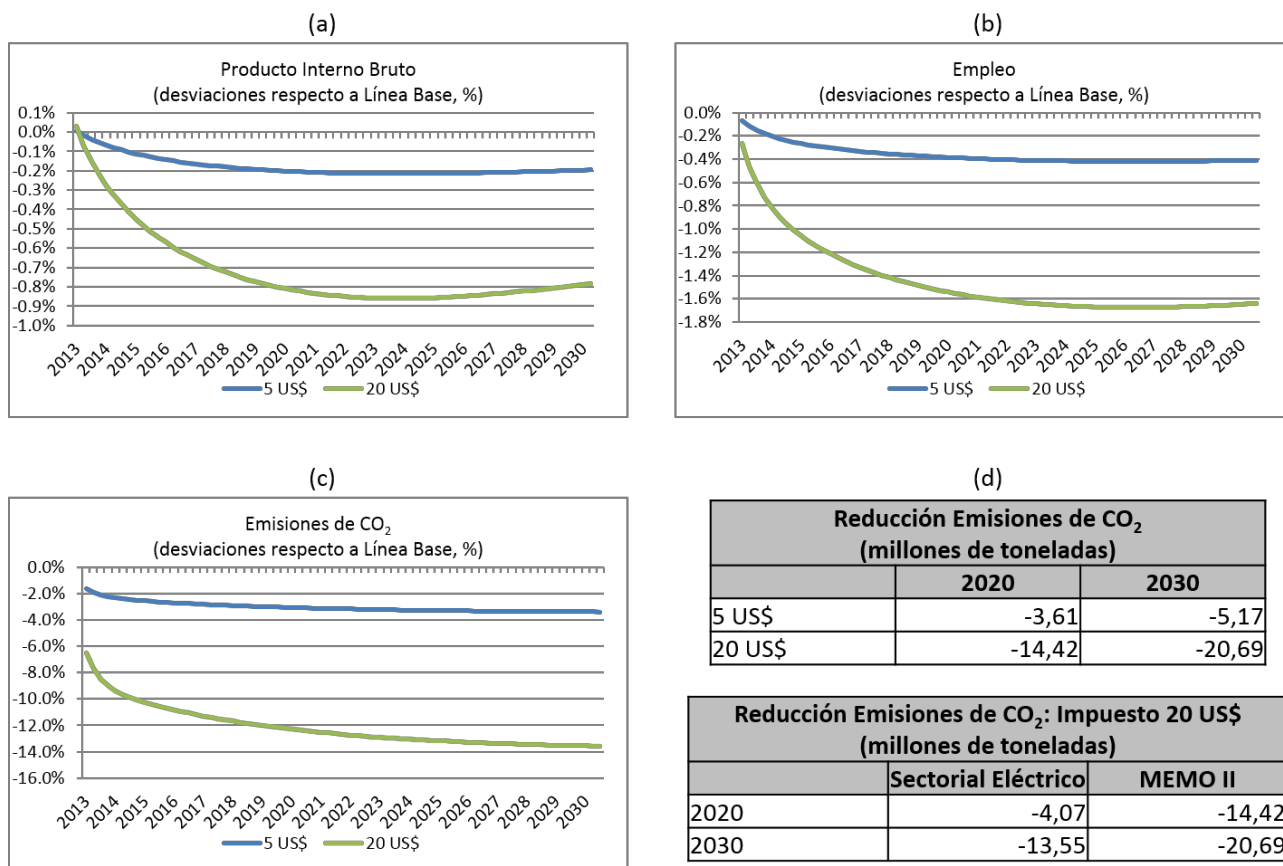 (a)
Producto Interno Bruto
(desviaciones respecto a Línea Base, %)
0.1%
0.0%
-0.1%
-0.2%
-0.3%
-0.4%
-0.5%
-0.6%
-0.7%
-0.8%
-0.9%
-1.0%
2013 2014 2015 2016 2017 2018 2019 2020 2021 2022 2023 2024 2025 2026 2027 2028 2029 2030
5 US$ 20 US$
(b)
Empleo
(desviaciones respecto a Línea Base, %)
0.0%
-0.2%
-0.4%
-0.6%
-0.8%
-1.0%
-1.2%
-1.4%
-1.6%
-1.8%
2013 2014 2015 2016 2017 2018 2019 2020 2021 2022 2023 2024 2025 2026 2027 2028 2029 2030
5 US$ 20 US$
(c)
Emisiones de CO₂
(desviaciones respecto a Línea Base, %)
0.0%
-2.0%
-4.0%
-6.0%
-8.0%
-10.0%
-12.0%
-14.0%
-16.0%
2013 2014 2015 2016 2017 2018 2019 2020 2021 2022 2023 2024 2025 2026 2027 2028 2029 2030
5 US$ 20 US$
(d)
Reducción Emisiones de CO₂
(millones de toneladas)
2020 2030
5 US$ -3,61 -5,17
20 US$ -14,42 -20,69
Reducción Emisiones de CO₂: Impuesto 20 US$
(millones de toneladas)
Sectorial Eléctrico MEMO II
2020 -4,07 -14,42
2030 -13,55 -20,69